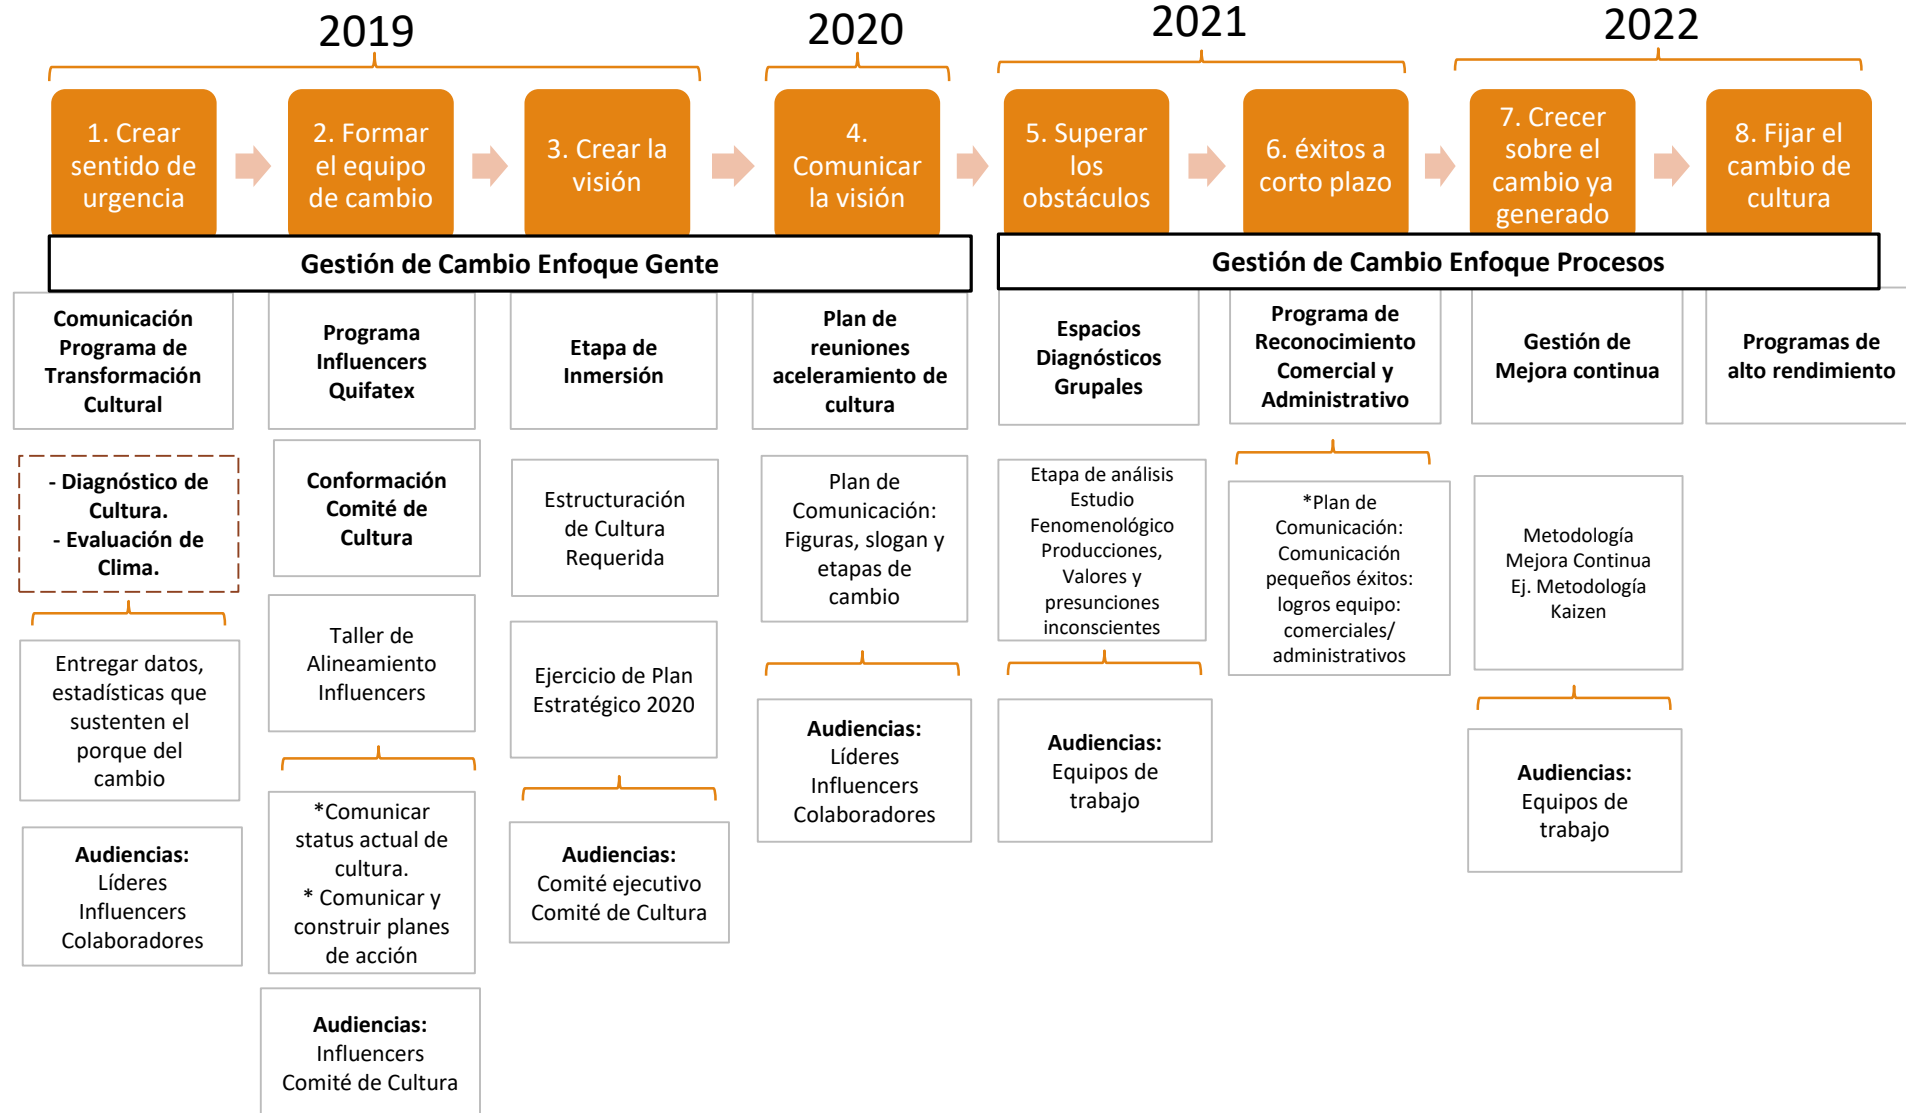 2019
2020
2021
2022
1. Crear
sentido de
urgencia
2. Formar
el equipo
de cambio
3. Crear la
visión
4.
Comunicar
la visión
5. Superar
los
obstáculos
6. éxitos a
corto plazo
7. Crecer
sobre el
cambio ya
generado
8. Fijar el
cambio de
cultura
Gestión de Cambio Enfoque Gente
Gestión de Cambio Enfoque Procesos
Comunicación
Programa de
Transformación
Cultural
Programa
Influencers
Quifatex
Etapa de
Inmersión
Plan de
reuniones
aceleramiento de
cultura
Espacios
Diagnósticos
Grupales
Programa de
Reconocimiento
Comercial y
Administrativo
Gestión de
Mejora continua
Programas de
alto rendimiento
- Diagnóstico de
Cultura.
- Evaluación de
Clima.
Conformación
Comité de
Cultura
Estructuración
de Cultura
Requerida
Plan de
Comunicación:
Figuras, slogan y
etapas de
cambio
Etapa de análisis
Estudio
Fenomenológico
Producciones,
Valores y
presunciones
inconscientes
*Plan de
Comunicación:
Comunicación
pequeños éxitos:
logros equipo:
comerciales/
administrativos
Metodología
Mejora Continua
Ej. Metodología
Kaizen
Entregar datos,
estadísticas que
sustenten el
porque del
cambio
Taller de
Alineamiento
Influencers
Ejercicio de Plan
Estratégico 2020
Audiencias:
Líderes
Influencers
Colaboradores
Audiencias:
Equipos de
trabajo
Audiencias:
Equipos de
trabajo
Audiencias:
Líderes
Influencers
Colaboradores
*Comunicar
status actual de
cultura.
* Comunicar y
construir planes
de acción
Audiencias:
Comité ejecutivo
Comité de Cultura
Audiencias:
Influencers
Comité de Cultura